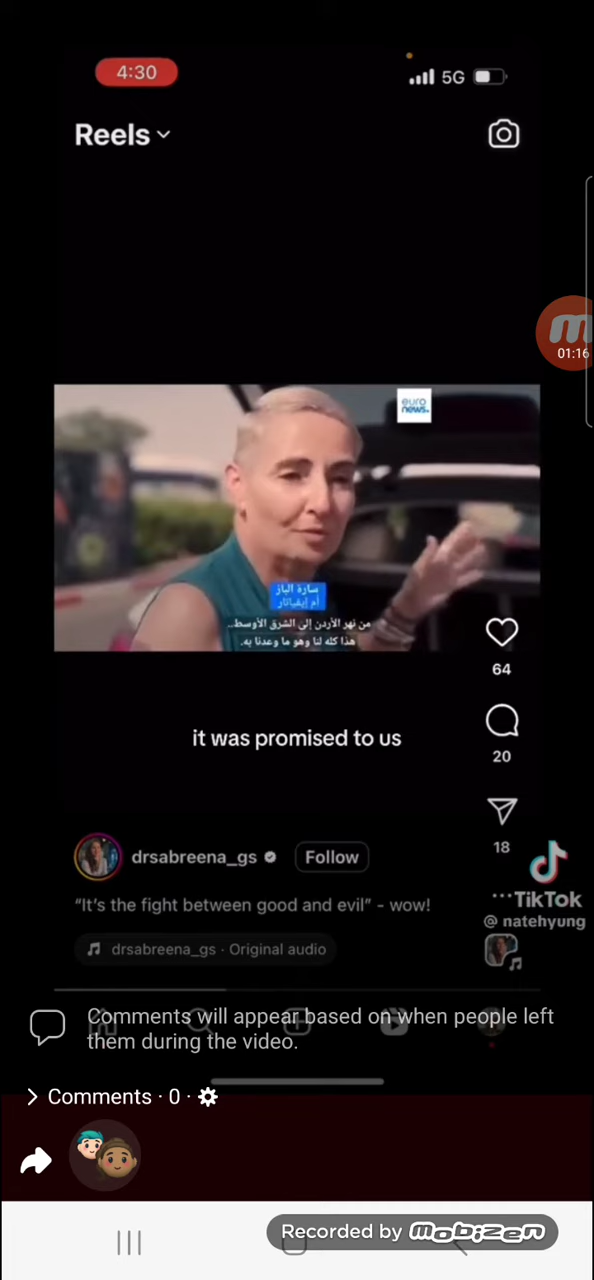 4:30
5G
Reels
01:16
euro
news.
سارة الباز
أم إيفياتار
من نهر الأردن إلى الشرق الأوسط..
هذا كله لنا وهو ما وعدنا به.
64
it was promised to us
20
18
drsabreena_gs
Follow
TikTok
“It’s the fight between good and evil” - wow!
@ natehyung
drsabreena_gs · Original audio
Comments will appear based on when people left
them during the video.
Comments · 0 ·
Recorded by mobizen